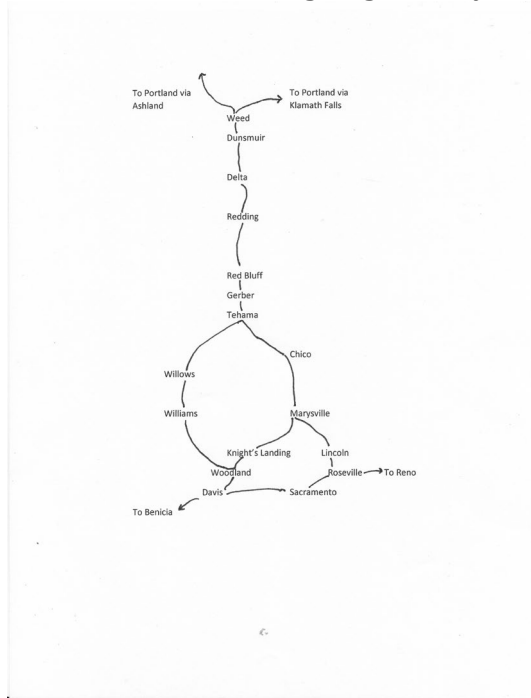 To Portland via
Ashland
To Portland via
Klamath Falls
Weed
Dunsmuir
Delta
Redding
Red Bluff
Gerber
Tehama
Chico
Willows
Williams
Marysville
Knight's Landing
Lincoln
Woodland
Roseville
To Reno
Davis
Sacramento
To Benicia